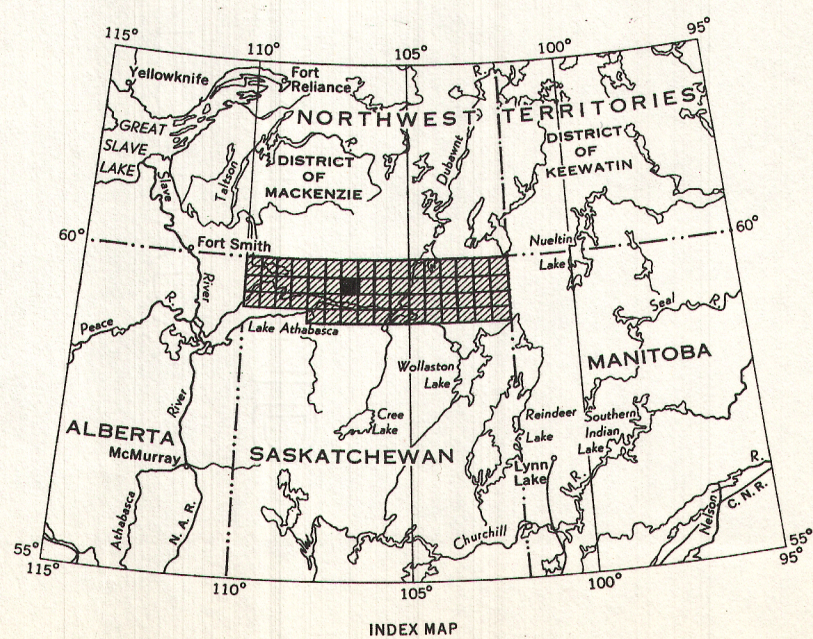 115°
110°
105°
100°
95°
Yellowknife
Fort
Reliance
R.
NORTHWEST TERRITORIES
GREAT
SLAVE
LAKE
Slave
Taltson
R.
DISTRICT
OF
MACKENZIE
Dubawnt
DISTRICT
OF
KEEWATIN
60°
Fort Smith
Nueltin
Lake
60°
River
R.
Peace
Lake Athabasca
Seal
R.
Wollaston
Lake
MANITOBA
River
Cree
Lake
Reindeer
Lake
Southern
Indian
Lake
ALBERTA
McMurray
SASKATCHEWAN
Lynn
Lake
R.
Athabasca
N.A.R.
Churchill
Nelson
R.
C.N.R.
55°
115°
110°
105°
100°
55°
95°
INDEX MAP